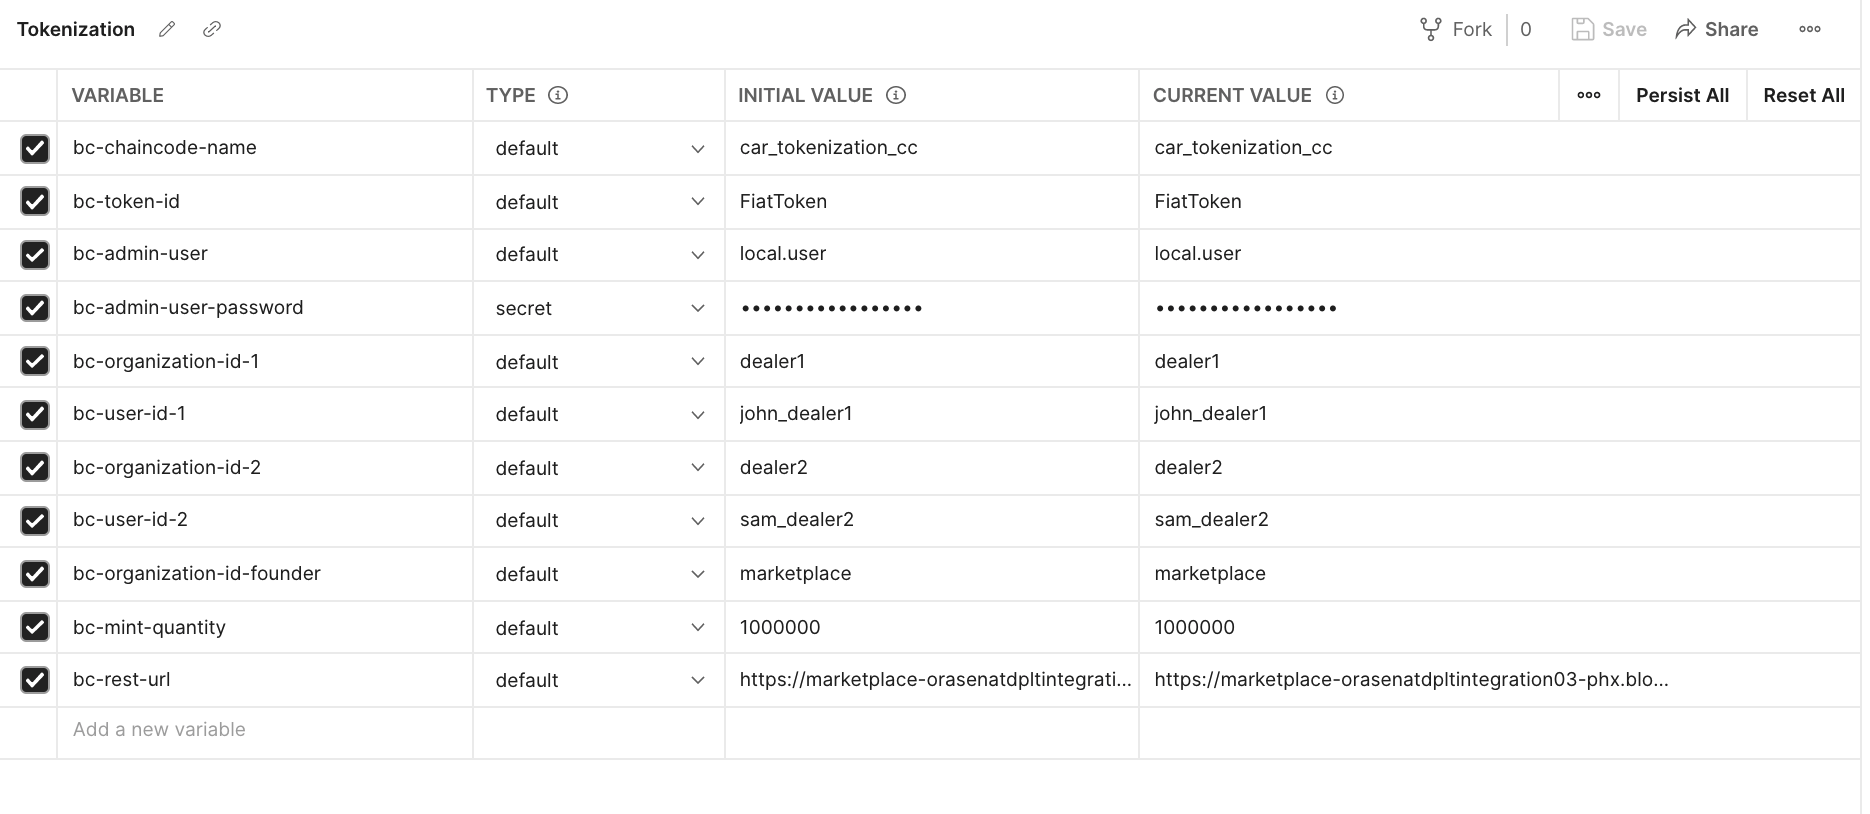 Tokenization Fork 0 Save Share
VARIABLE TYPE INITIAL VALUE CURRENT VALUE Persist All Reset All
bc-chaincode-name default car_tokenization_cc car_tokenization_cc
bc-token-id default FiatToken FiatToken
bc-admin-user default local.user local.user
bc-admin-user-password secret ••••••••••••••••• •••••••••••••••••
bc-organization-id-1 default dealer1 dealer1
bc-user-id-1 default john_dealer1 john_dealer1
bc-organization-id-2 default dealer2 dealer2
bc-user-id-2 default sam_dealer2 sam_dealer2
bc-organization-id-founder default marketplace marketplace
bc-mint-quantity default 1000000 1000000
bc-rest-url default https://marketplace-orasenatdpltintegrati... https://marketplace-orasenatdpltintegration03-phx.blo...
Add a new variable